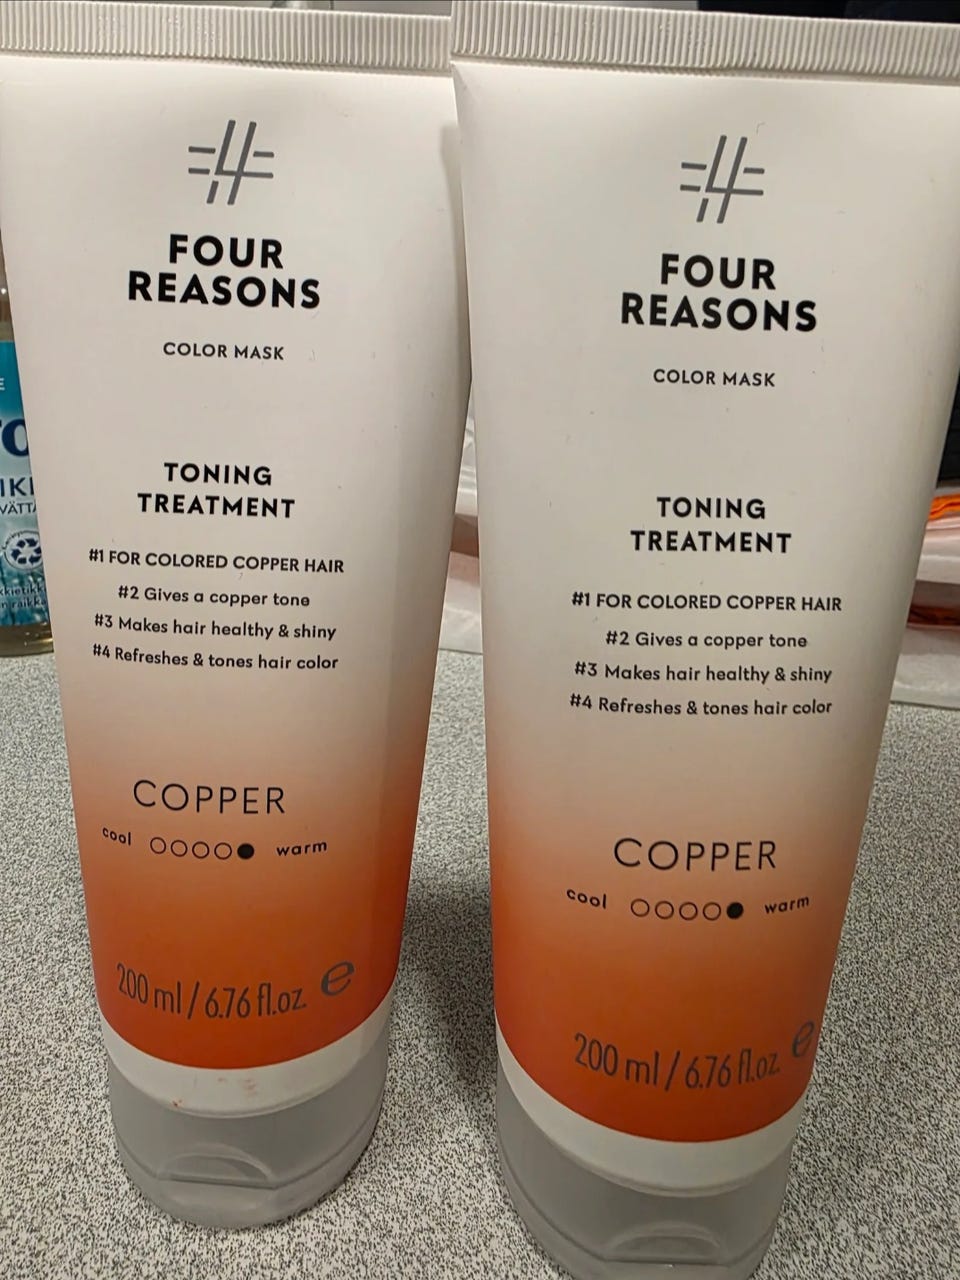 #4
FOUR
REASONS
COLOR MASK
TONING
TREATMENT
#1 FOR COLORED COPPER HAIR
#2 Gives a copper tone
#3 Makes hair healthy & shiny
#4 Refreshes & tones hair color
COPPER
cool warm
200 ml / 6.76 fl.oz. e
#4
FOUR
REASONS
COLOR MASK
TONING
TREATMENT
#1 FOR COLORED COPPER HAIR
#2 Gives a copper tone
#3 Makes hair healthy & shiny
#4 Refreshes & tones hair color
COPPER
cool warm
200 ml / 6.76 fl.oz. e